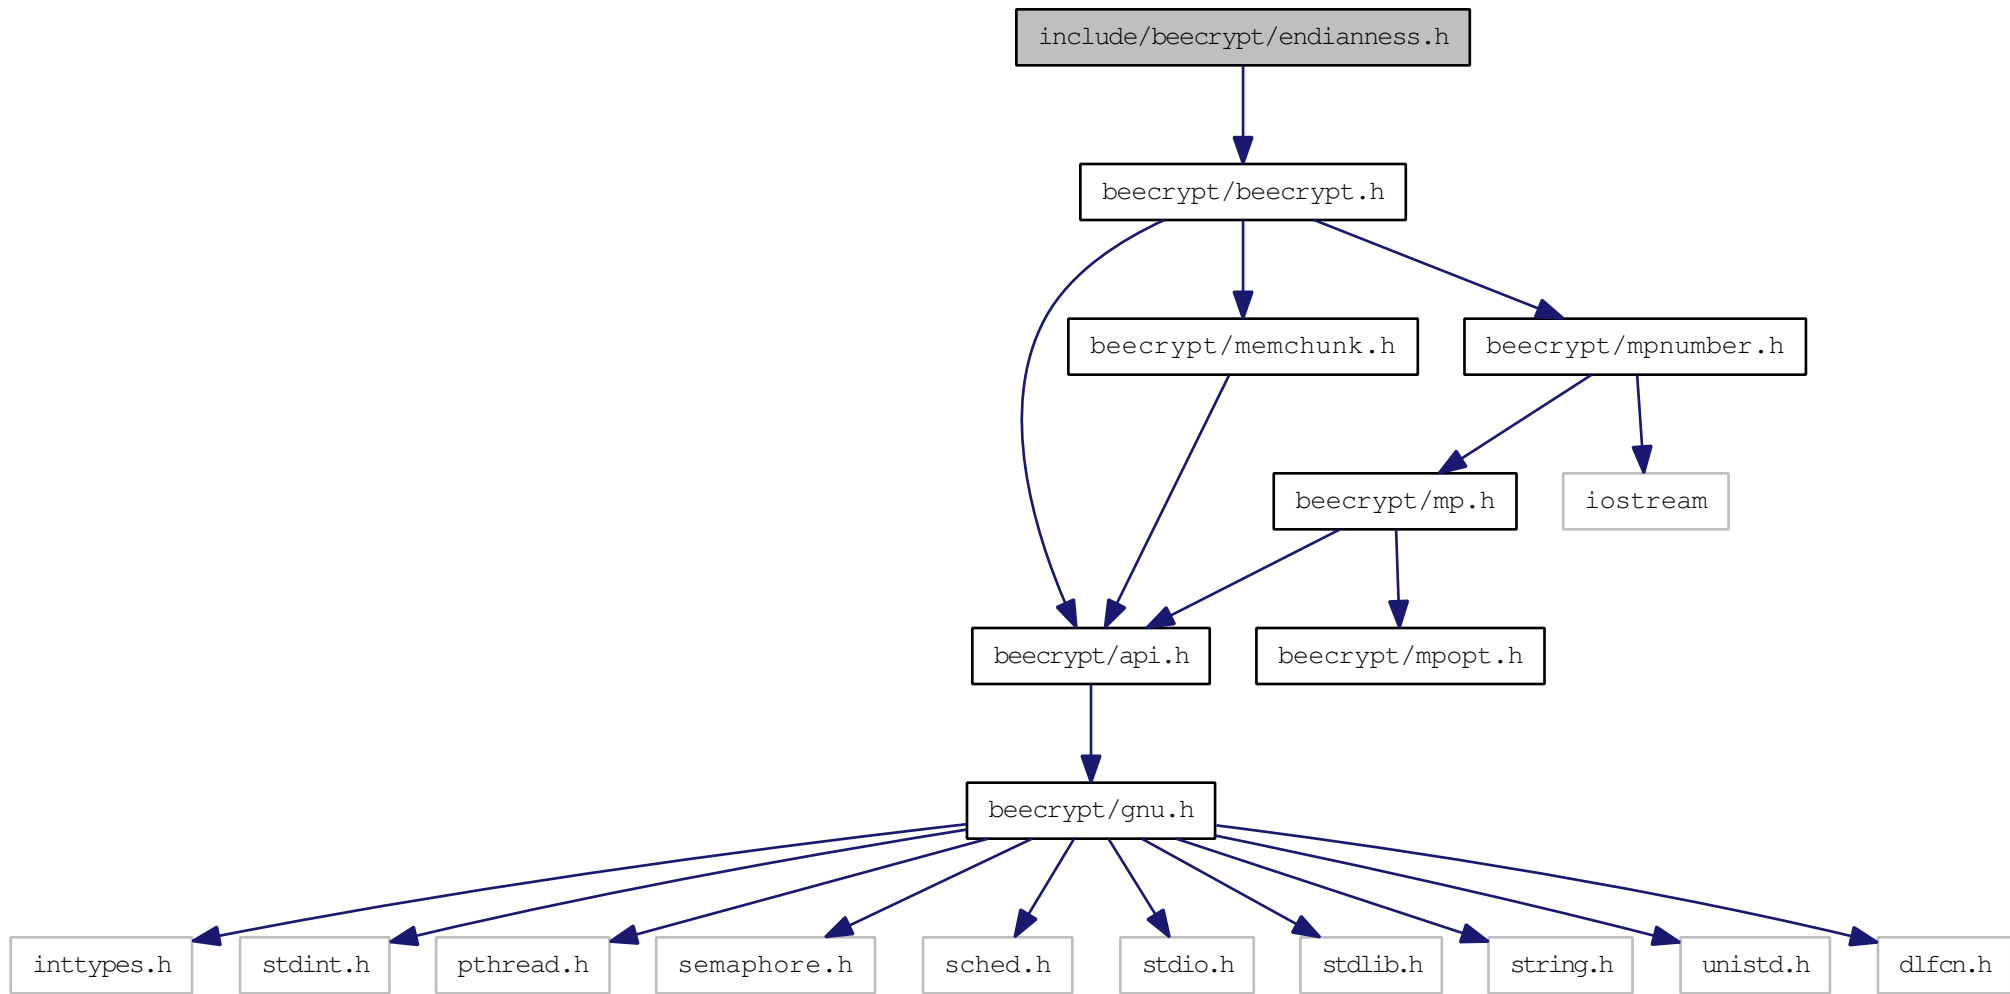 include/beecrypt/endianness.h
beecrypt/beecrypt.h
beecrypt/memchunk.h
beecrypt/mpnumber.h
beecrypt/mp.h
iostream
beecrypt/api.h
beecrypt/mpopt.h
beecrypt/gnu.h
inttypes.h
stdint.h
pthread.h
semaphore.h
sched.h
stdio.h
stdlib.h
string.h
unistd.h
dlfcn.h